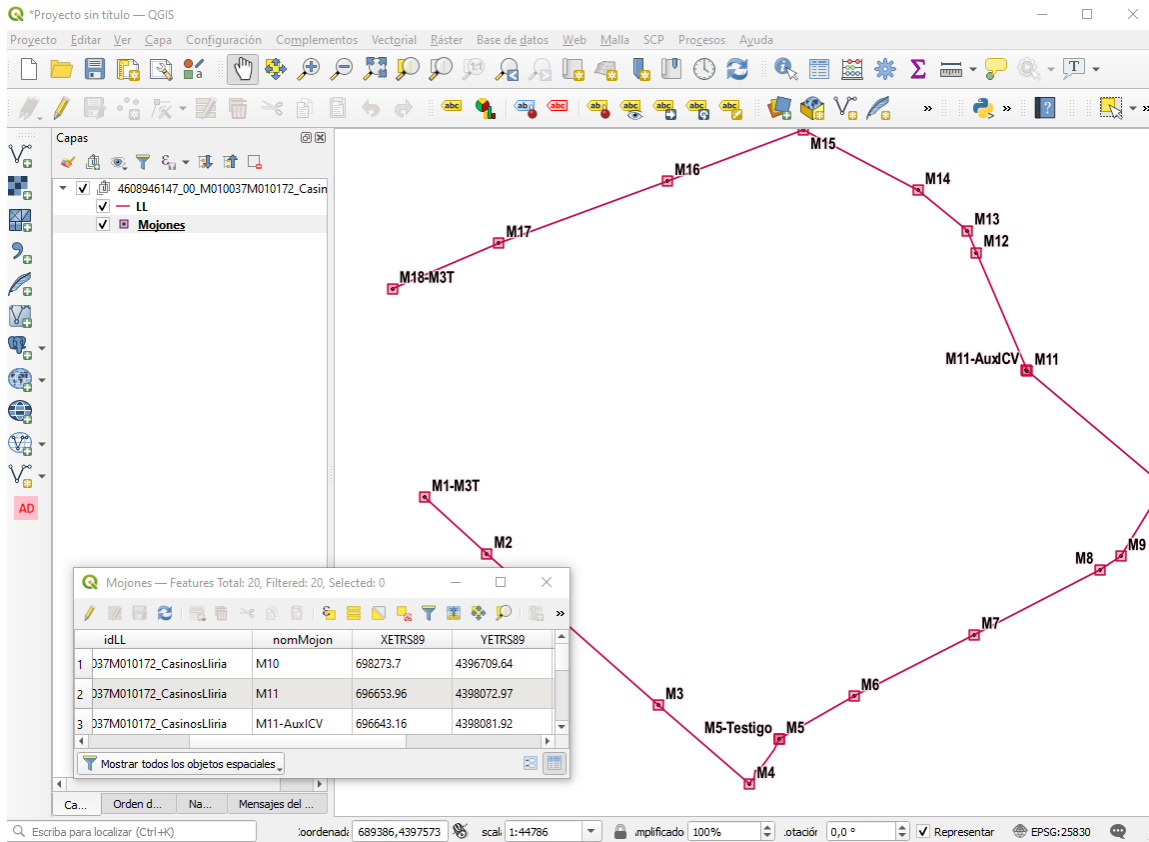 *Proyecto sin título — QGIS
Proyecto Editar Ver Capa Configuración Complementos Vectorial Ráster Base de datos Web Malla SCP Procesos Ayuda
Capas
4608946147_00_M010037M010172_Casin
LL
Mojones
AD
M15
M16
M14
M17
M13
M12
M18-M3T
M11-AuxICV M11
M1-M3T
M2
M9
M8
M7
M3
M6
M5-Testigo M5
M4
Mojones — Features Total: 20, Filtered: 20, Selected: 0
idLL nomMojon XETRS89 YETRS89
1 037M010172_CasinosLliria M10 698273.7 4396709.64
2 037M010172_CasinosLliria M11 696653.96 4398072.97
3 037M010172_CasinosLliria M11-AuxICV 696643.16 4398081.92
Mostrar todos los objetos espaciales
Ca... Orden d... Na... Mensajes del ...
Escriba para localizar (Ctrl+K) :oordenada 689386,4397573 scal 1:44786 mplificado 100% .otación 0,0 ° Representar EPSG:25830